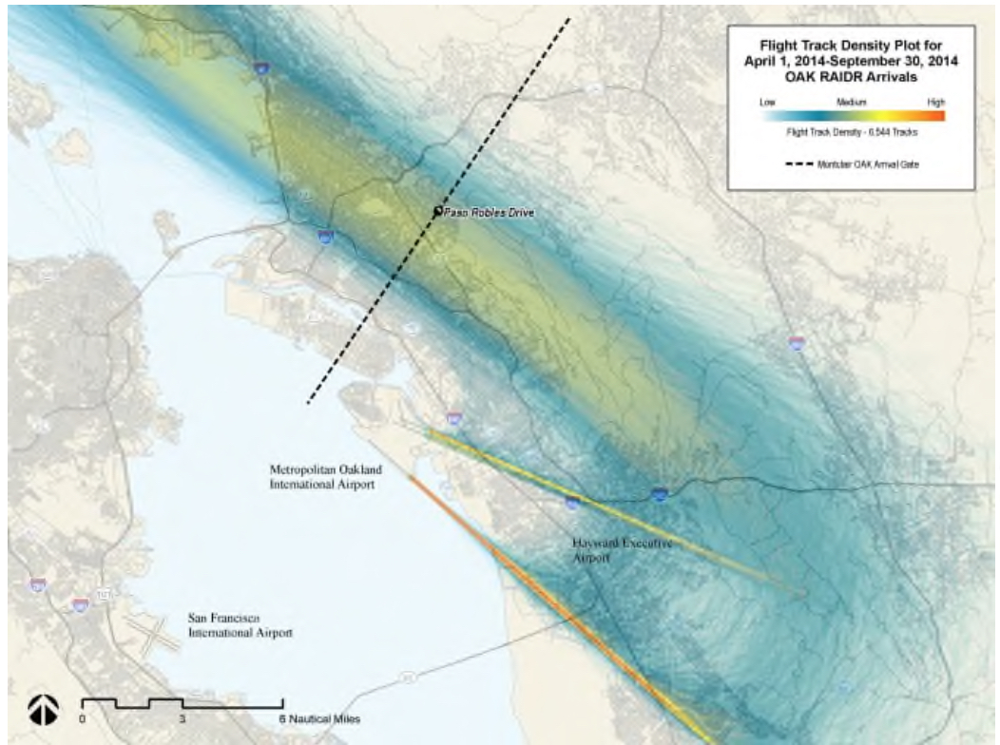 Flight Track Density Plot for
April 1, 2014-September 30, 2014
OAK RAIDR Arrivals
Low Medium High
Flight Track Density - 6,544 Tracks
Montclair OAK Arrival Gate
Paso Robles Drive
Metropolitan Oakland
International Airport
Hayward Executive
Airport
San Francisco
International Airport
0 3 6 Nautical Miles